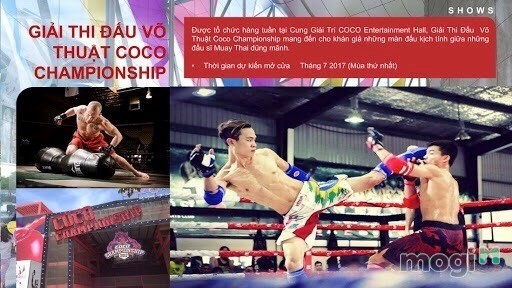 SHOWS
GIẢI THI ĐẤU VÕ
THUẬT COCO
CHAMPIONSHIP
Được tổ chức hàng tuần tại Cung Giải Trí COCO Entertainment Hall, Giải Thi Đấu Võ
Thuật Coco Championship mang đến cho khán giả những màn đấu kịch tính giữa những
đấu sĩ Muay Thai dũng mãnh.
• Thời gian dự kiến mở cửa Tháng 7 2017 (Mùa thứ nhất)
COCO
CHAMPIONSHIP
COCO
CHAMPIONSHIP
mogi